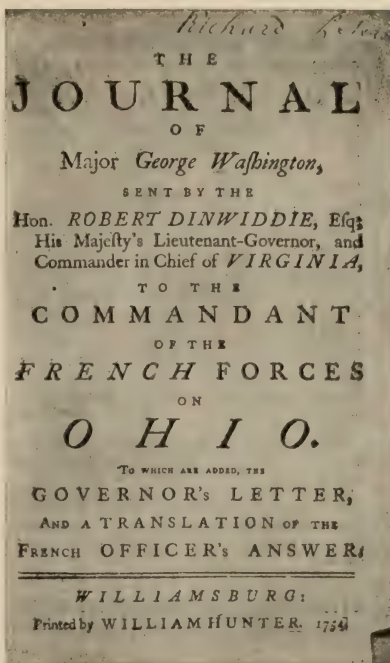 Richard
THE
JOURNAL
OF
Major George Waſhington,
SENT BY THE
Hon. ROBERT DINWIDDIE, Eſq;
His Majeſty's Lieutenant-Governor, and
Commander in Chief of VIRGINIA,
TO THE
COMMANDANT
OF THE
FRENCH FORCES
ON
OHIO.
To WHICH ARE ADDED, THE
GOVERNOR's LETTER,
AND A TRANSLATION OF THE
FRENCH OFFICER's ANSWER.
WILLIAMSBURG:
Printed by WILLIAM HUNTER. 1754.